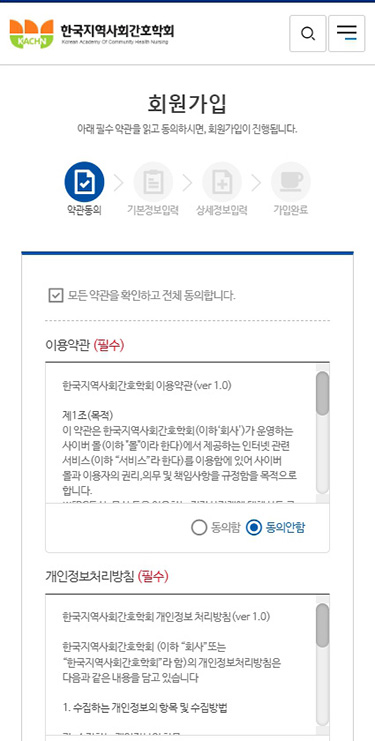 KACHN
한국지역사회간호학회
Korean Academy Of Community Health Nursing
회원가입
아래 필수 약관을 읽고 동의하시면, 회원가입이 진행됩니다.
약관동의
기본정보입력
상세정보입력
가입완료
모든 약관을 확인하고 전체 동의합니다.
이용약관 (필수)
한국지역사회간호학회 이용약관(ver 1.0)
제1조(목적)
이 약관은 한국지역사회간호학회(이하‘회사’)가 운영하는
사이버 몰(이하 "몰"이라 한다)에서 제공하는 인터넷 관련
서비스(이하 “서비스”라 한다)를 이용함에 있어 사이버
몰과 이용자의 권리,의무 및 책임사항을 규정함을 목적으로
합니다.
동의함
동의안함
개인정보처리방침 (필수)
한국지역사회간호학회 개인정보 처리방침(ver 1.0)
한국지역사회간호학회 (이하 “회사”또는
“한국지역사회간호학회”라 함)의 개인정보처리방침은
다음과 같은 내용을 담고 있습니다
1. 수집하는 개인정보의 항목 및 수집방법